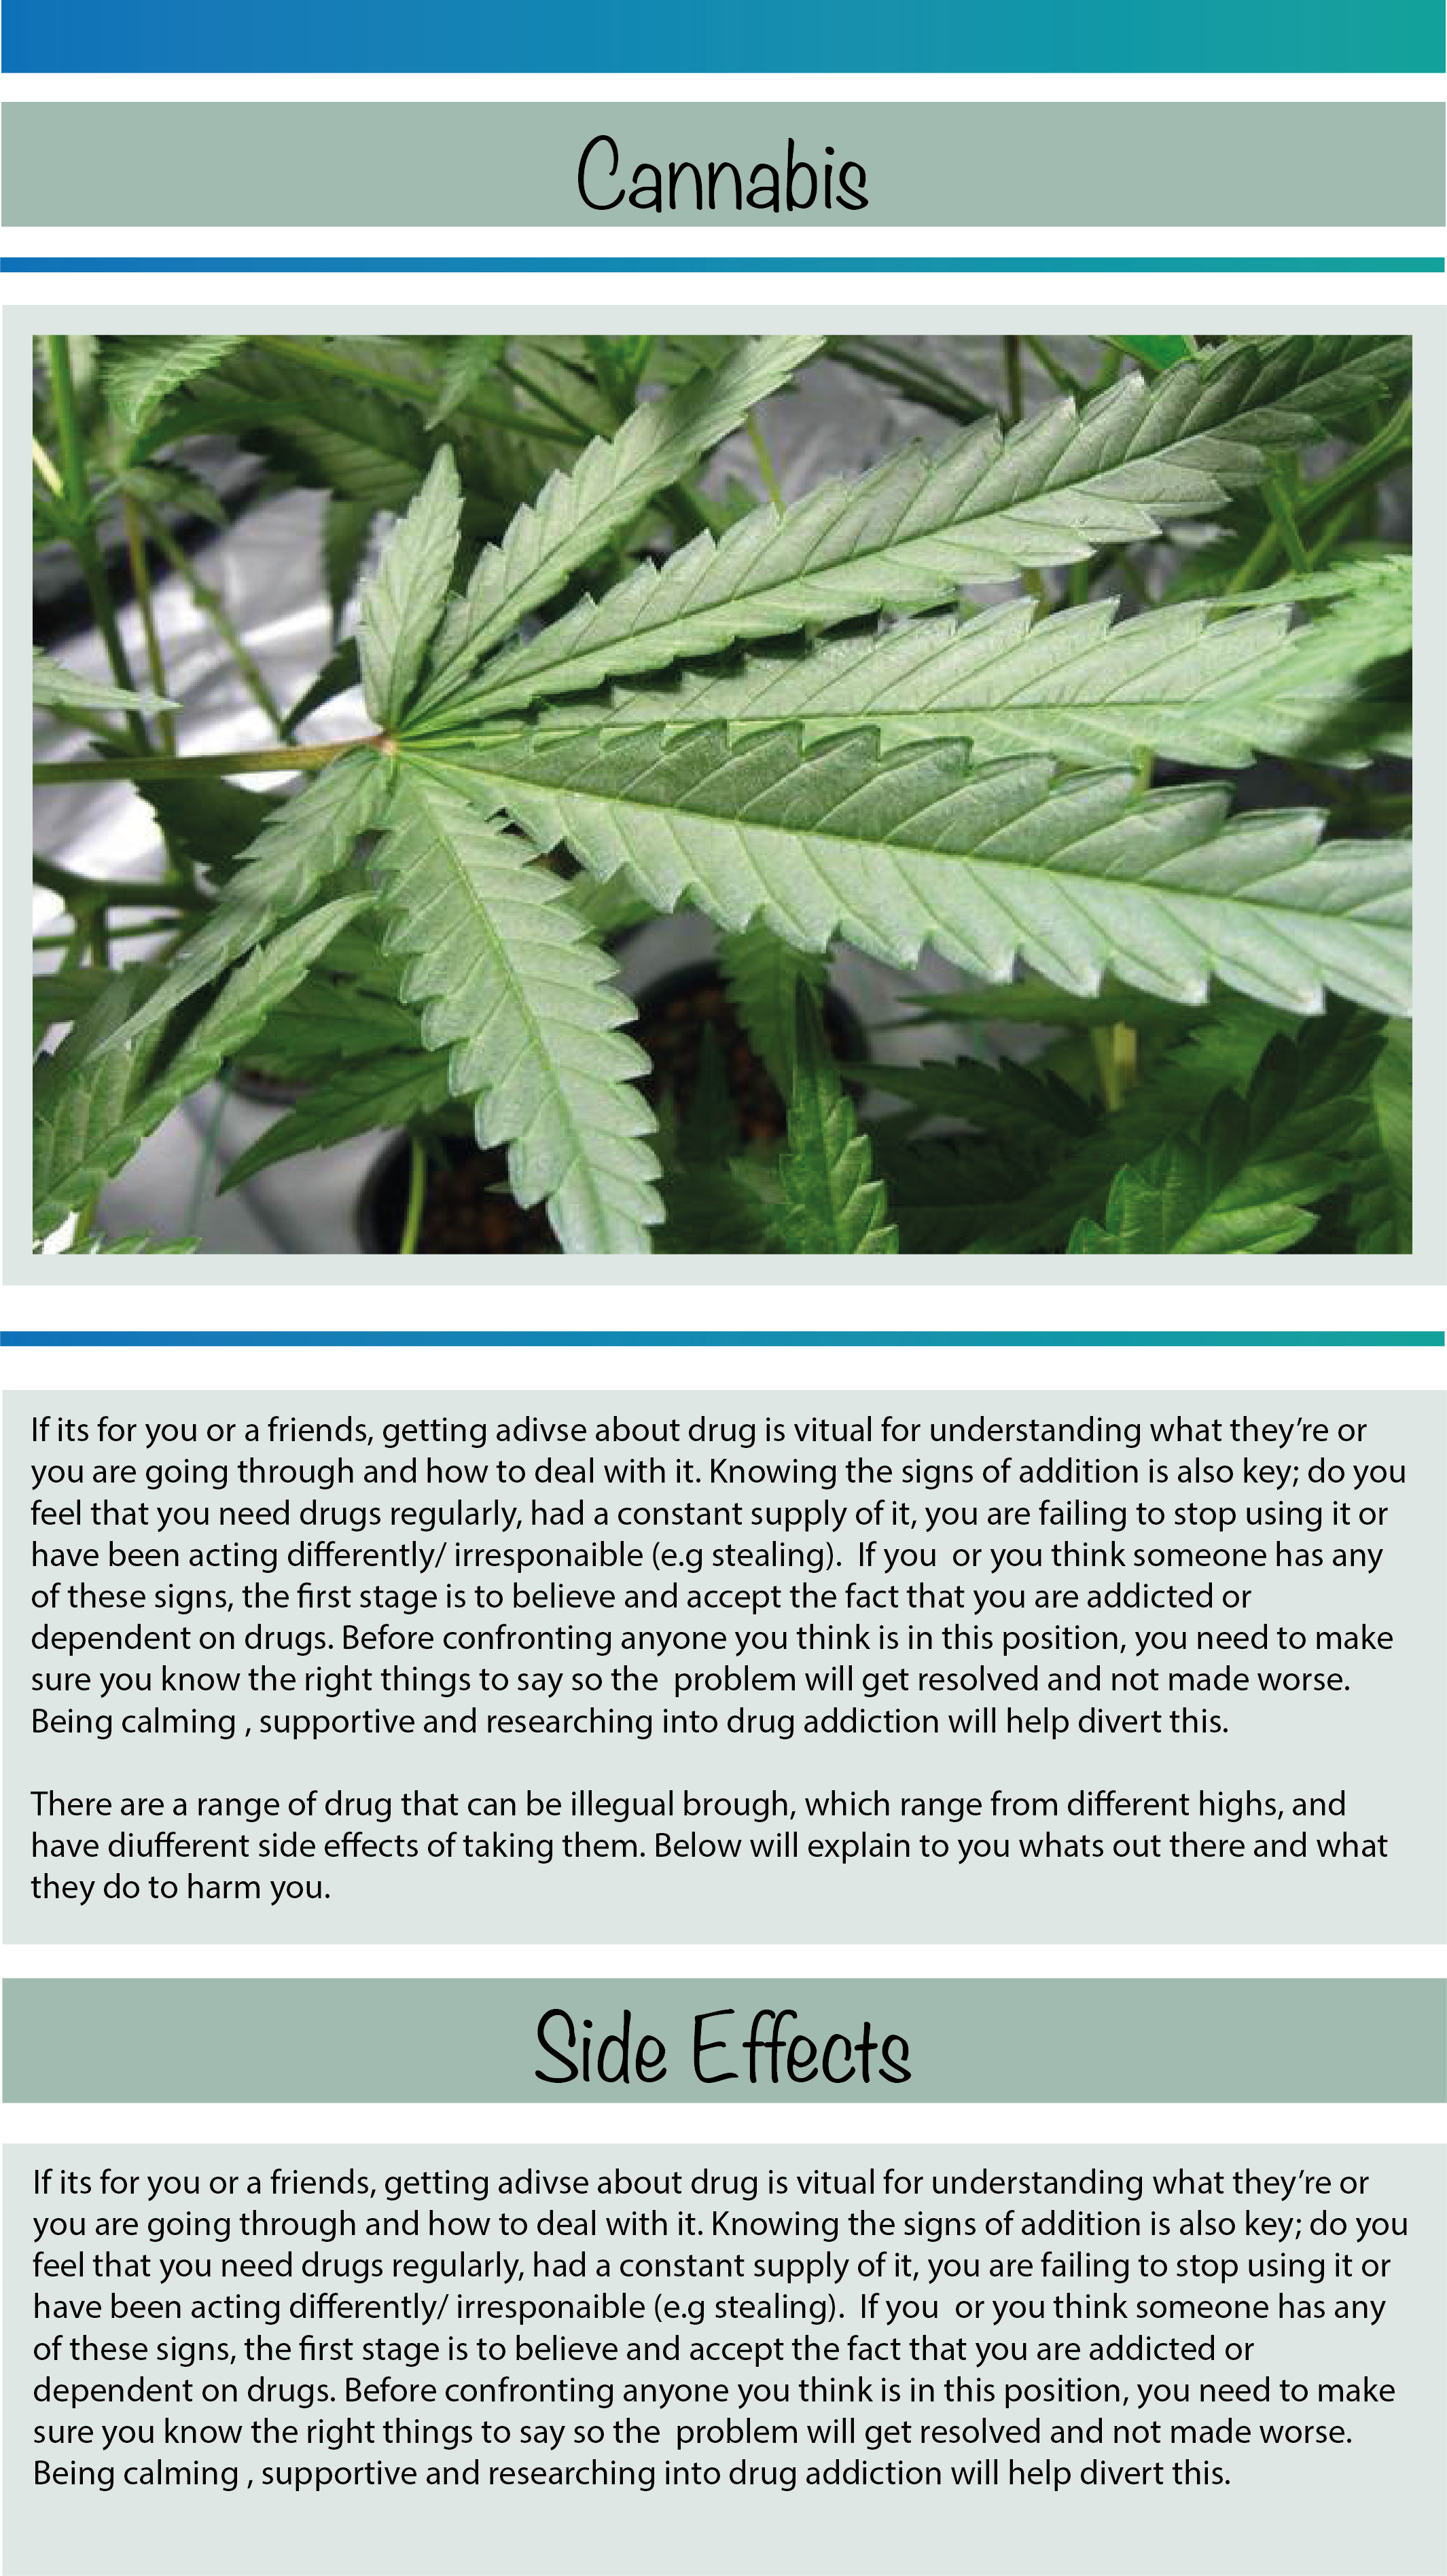 Cannabis
If its for you or a friends, getting adivse about drug is vitual for understanding what they’re or
you are going through and how to deal with it. Knowing the signs of addition is also key; do you
feel that you need drugs regularly, had a constant supply of it, you are failing to stop using it or
have been acting differently/ irresponaible (e.g stealing).  If you  or you think someone has any
of these signs, the first stage is to believe and accept the fact that you are addicted or
dependent on drugs. Before confronting anyone you think is in this position, you need to make
sure you know the right things to say so the  problem will get resolved and not made worse.
Being calming , supportive and researching into drug addiction will help divert this.
There are a range of drug that can be illegual brough, which range from different highs, and
have diufferent side effects of taking them. Below will explain to you whats out there and what
they do to harm you.
Side Effects
If its for you or a friends, getting adivse about drug is vitual for understanding what they’re or
you are going through and how to deal with it. Knowing the signs of addition is also key; do you
feel that you need drugs regularly, had a constant supply of it, you are failing to stop using it or
have been acting differently/ irresponaible (e.g stealing).  If you  or you think someone has any
of these signs, the first stage is to believe and accept the fact that you are addicted or
dependent on drugs. Before confronting anyone you think is in this position, you need to make
sure you know the right things to say so the  problem will get resolved and not made worse.
Being calming , supportive and researching into drug addiction will help divert this.